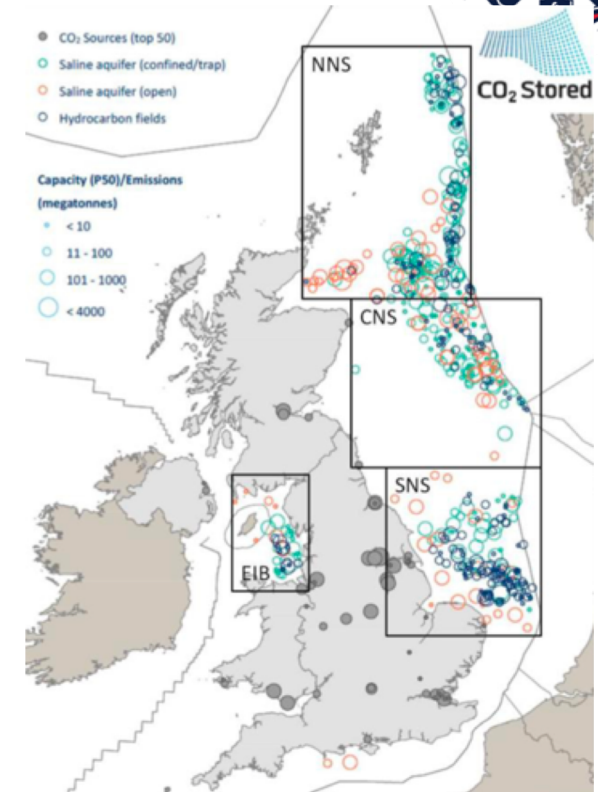 CO₂ Sources (top 50)
Saline aquifer (confined/trap)
Saline aquifer (open)
Hydrocarbon fields
Capacity (P50)/Emissions
(megatonnes)
< 10
11 - 100
101 - 1000
< 4000
CO₂ Stored
NNS
CNS
SNS
EIB